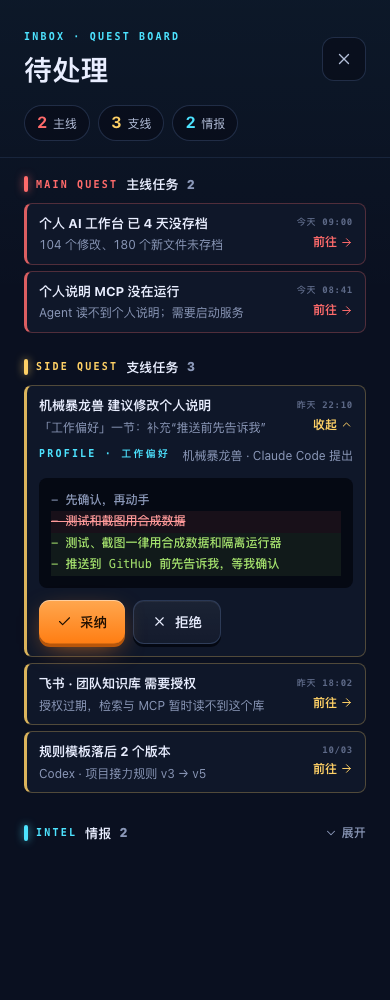 INBOX · QUEST BOARD
待处理
2 主线 3 支线 2 情报
MAIN QUEST 主线任务 2
个人 AI 工作台 已 4 天没存档 今天 09:00
104 个修改、180 个新文件未存档 前往 →
个人说明 MCP 没在运行 今天 08:41
Agent 读不到个人说明；需要启动服务 前往 →
SIDE QUEST 支线任务 3
机械暴龙兽 建议修改个人说明 昨天 22:10
「工作偏好」一节：补充“推送前先告诉我” 收起
PROFILE · 工作偏好 机械暴龙兽 · Claude Code 提出
– 先确认，再动手
– 测试和截图用合成数据
– 测试、截图一律用合成数据和隔离运行器
– 推送到 GitHub 前先告诉我，等我确认
采纳 拒绝
飞书 · 团队知识库 需要授权 昨天 18:02
授权过期，检索与 MCP 暂时读不到这个库 前往 →
规则模板落后 2 个版本 10/03
Codex · 项目接力规则 v3 → v5 前往 →
INTEL 情报 2 展开